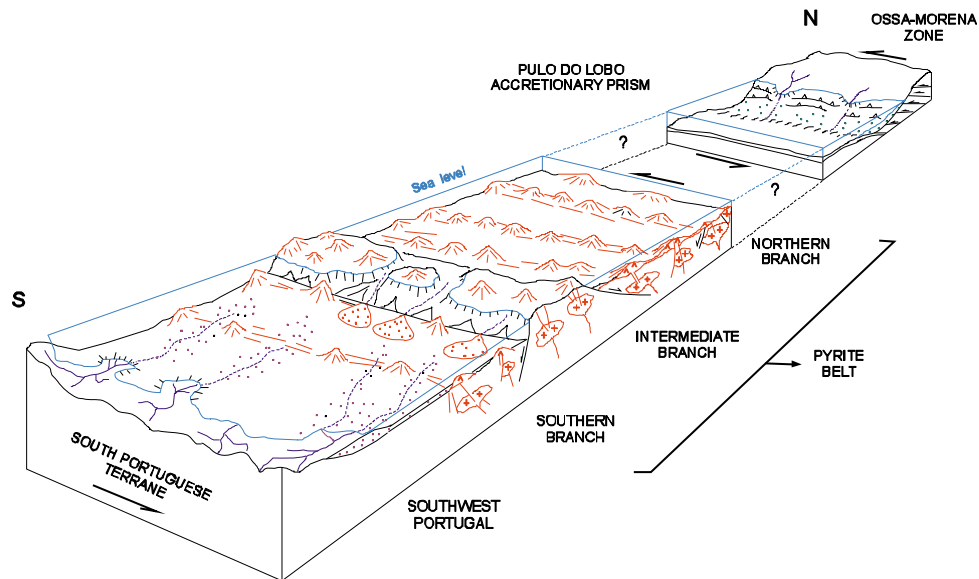 N
OSSA-MORENA
ZONE
PULO DO LOBO
ACCRETIONARY PRISM
?
Sea level
?
NORTHERN
BRANCH
S
INTERMEDIATE
BRANCH
PYRITE
BELT
SOUTHERN
BRANCH
SOUTH PORTUGUESE
TERRANE
SOUTHWEST
PORTUGAL